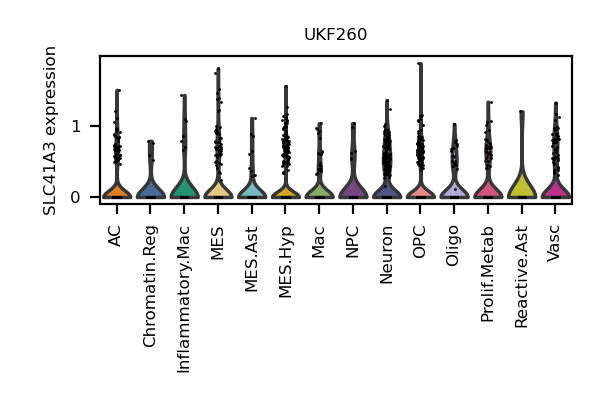 UKF260
SLC41A3 expression
1
0
AC
Chromatin.Reg
Inflammatory.Mac
MES
MES.Ast
MES.Hyp
Mac
NPC
Neuron
OPC
Oligo
Prolif.Metab
Reactive.Ast
Vasc